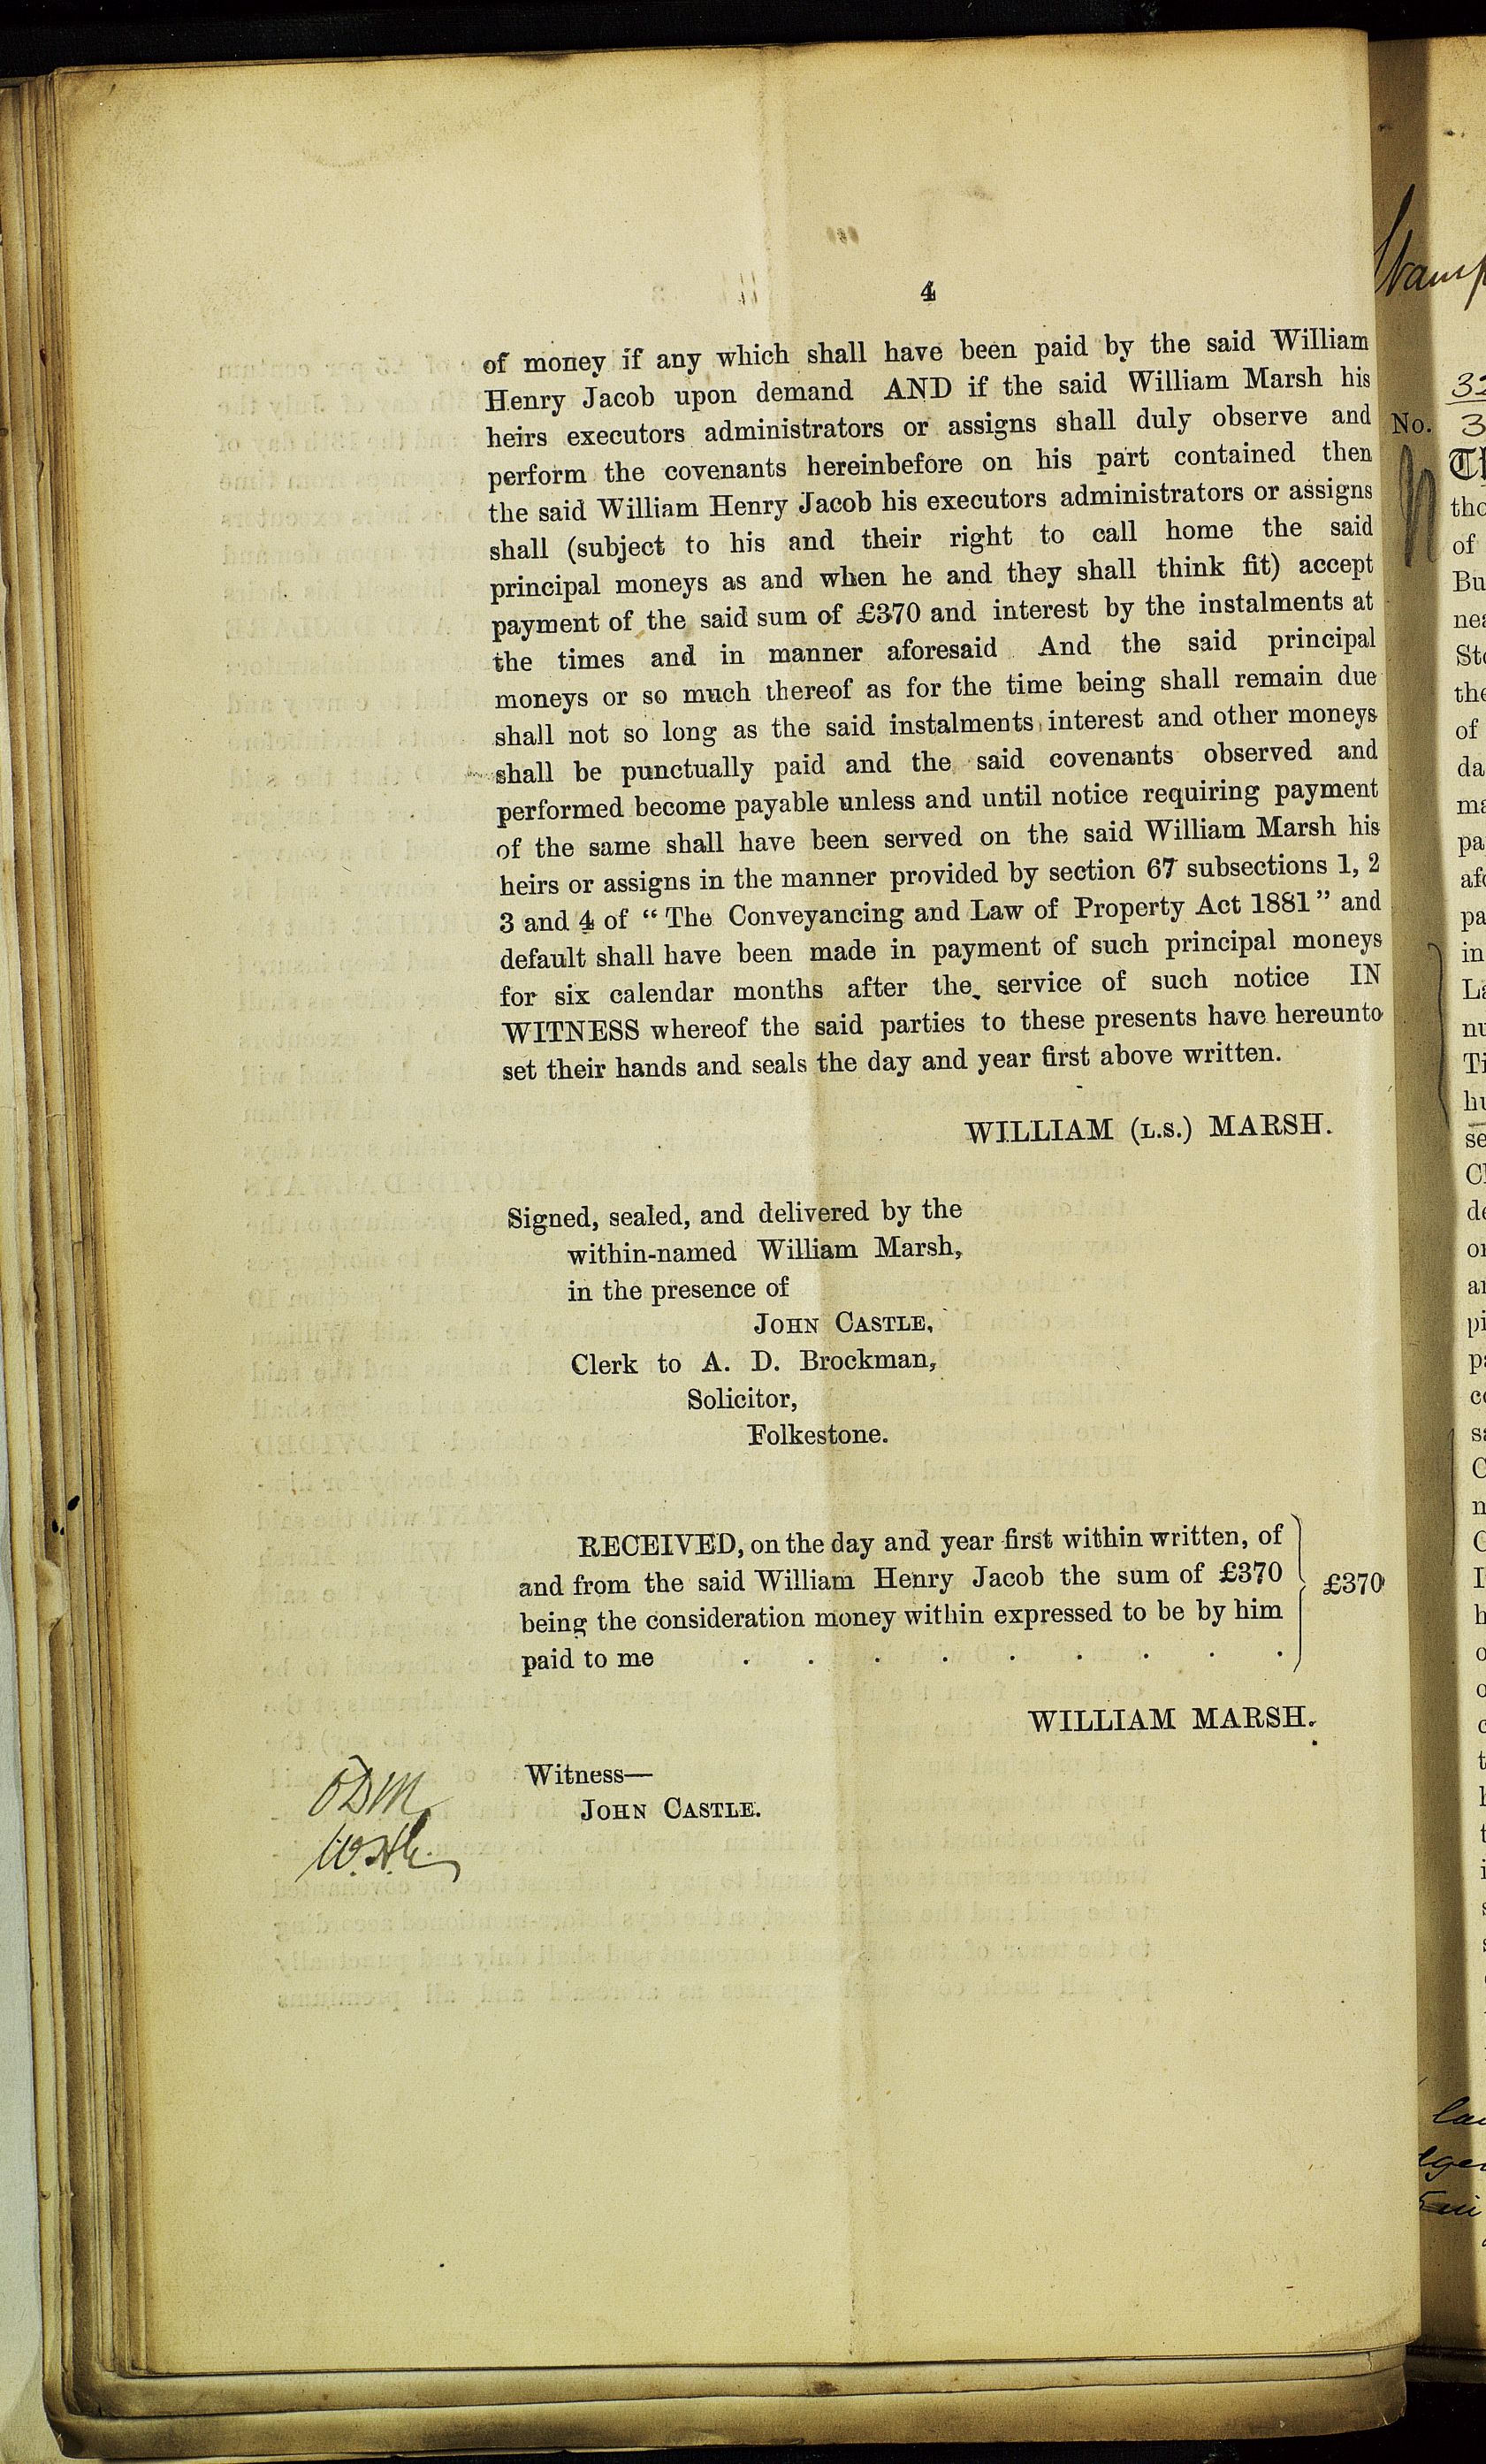 4
of money if any which shall have been paid by the said William
Henry Jacob upon demand AND if the said William Marsh his
heirs executors administrators or assigns shall duly observe and
perform the covenants hereinbefore on his part contained then
the said William Henry Jacob his executors administrators or assigns
shall (subject to his and their right to call home the said
principal moneys as and when he and they shall think fit) accept
payment of the said sum of £370 and interest by the instalments at
the times and in manner aforesaid And the said principal
moneys or so much thereof as for the time being shall remain due
shall not so long as the said instalments interest and other moneys
shall be punctually paid and the said covenants observed and
performed become payable unless and until notice requiring payment
of the same shall have been served on the said William Marsh his
heirs or assigns in the manner provided by section 67 subsections 1, 2
3 and 4 of “The Conveyancing and Law of Property Act 1881” and
default shall have been made in payment of such principal moneys
for six calendar months after the service of such notice IN
WITNESS whereof the said parties to these presents have hereunto
set their hands and seals the day and year first above written.
WILLIAM (L.S.) MARSH.
Signed, sealed, and delivered by the
within-named William Marsh,
in the presence of
JOHN CASTLE,
Clerk to A. D. Brockman,
Solicitor,
Folkestone.
RECEIVED, on the day and year first within written, of
and from the said William Henry Jacob the sum of £370
being the consideration money within expressed to be by him
paid to me . . . . . . . . .
£370
WILLIAM MARSH.
Witness—
JOHN CASTLE.
No.